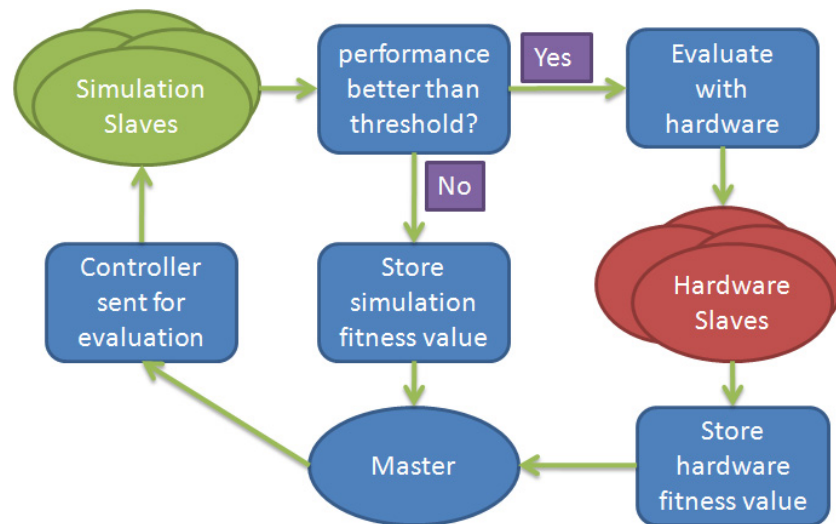 Simulation
Slaves
performance
better than
threshold?
Yes
Evaluate
with
hardware
No
Controller
sent for
evaluation
Store
simulation
fitness value
Hardware
Slaves
Master
Store
hardware
fitness value